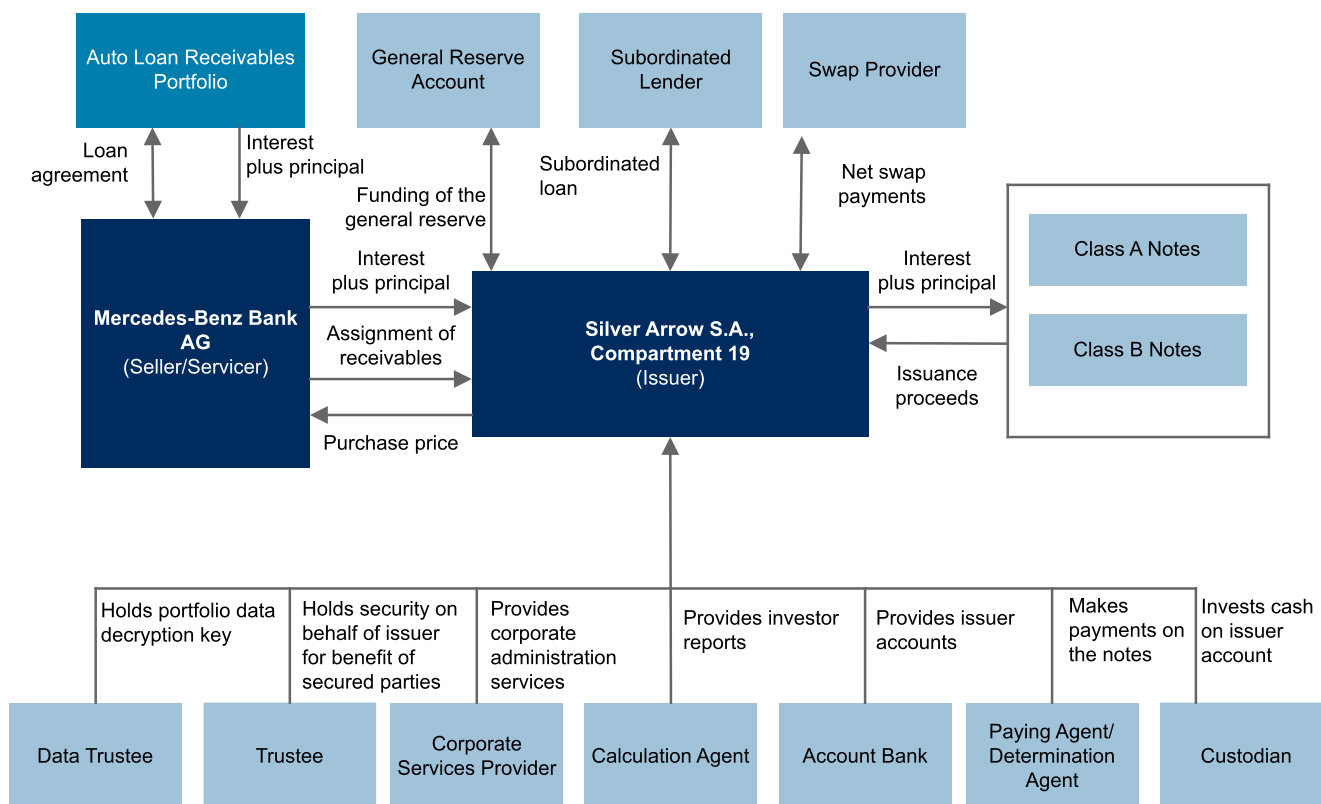 Auto Loan Receivables
Portfolio
General Reserve
Account
Subordinated
Lender
Swap Provider
Loan
agreement
Interest
plus principal
Funding of the
general reserve
Subordinated
loan
Net swap
payments
Mercedes-Benz Bank
AG
(Seller/Servicer)
Interest
plus principal
Assignment of
receivables
Purchase price
Silver Arrow S.A.,
Compartment 19
(Issuer)
Interest
plus principal
Issuance
proceeds
Class A Notes
Class B Notes
Holds portfolio data
decryption key
Holds security on
behalf of issuer
for benefit of
secured parties
Provides
corporate
administration
services
Provides investor
reports
Provides issuer
accounts
Makes
payments on
the notes
Invests cash
on issuer
account
Data Trustee
Trustee
Corporate
Services Provider
Calculation Agent
Account Bank
Paying Agent/
Determination
Agent
Custodian